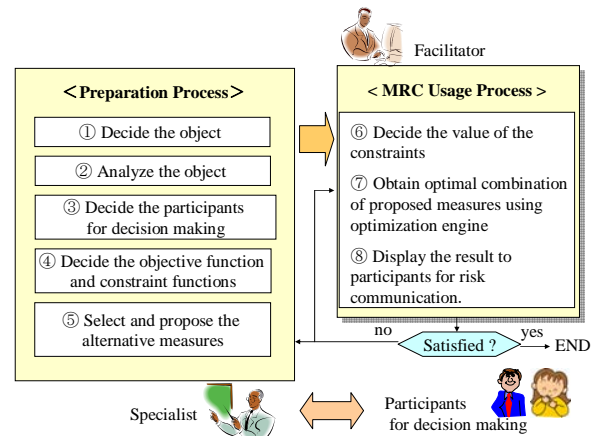 Facilitator
＜Preparation Process＞
① Decide the object
② Analyze the object
③ Decide the participants
for decision making
④ Decide the objective function
and constraint functions
⑤ Select and propose the
alternative measures
< MRC Usage Process >
⑥ Decide the value of the
constraints
⑦ Obtain optimal combination
of proposed measures using
optimization engine
⑧ Display the result to
participants for risk
communication.
no
Satisfied ?
yes
END
Specialist
Participants
for decision making